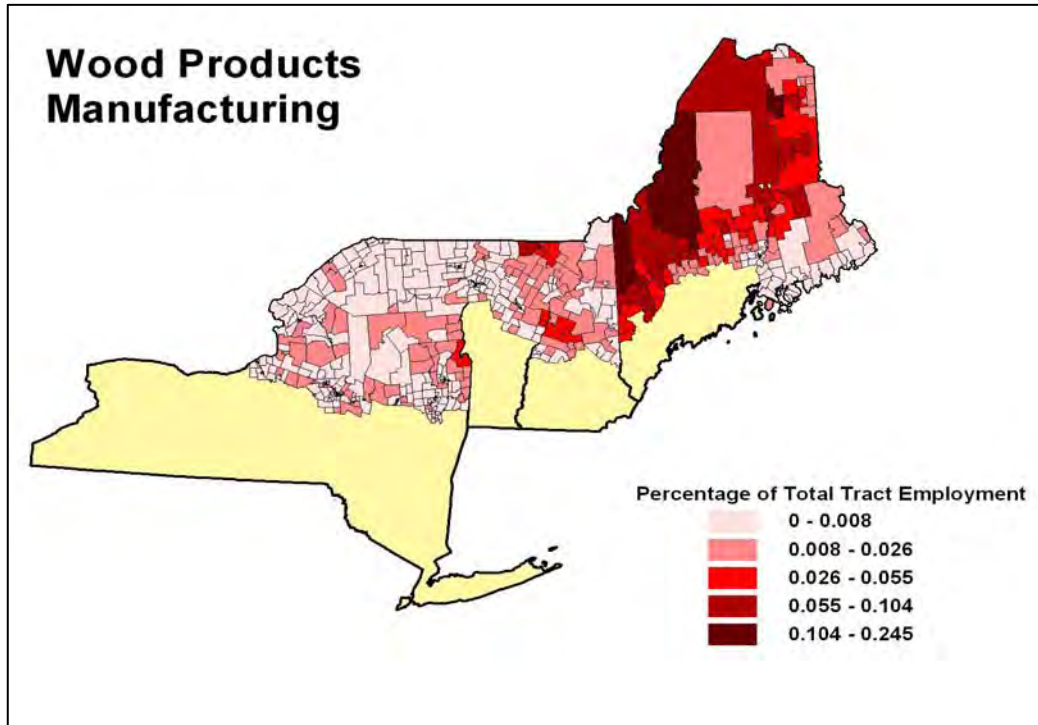 Wood Products
Manufacturing
Percentage of Total Tract Employment
0 - 0.008
0.008 - 0.026
0.026 - 0.055
0.055 - 0.104
0.104 - 0.245